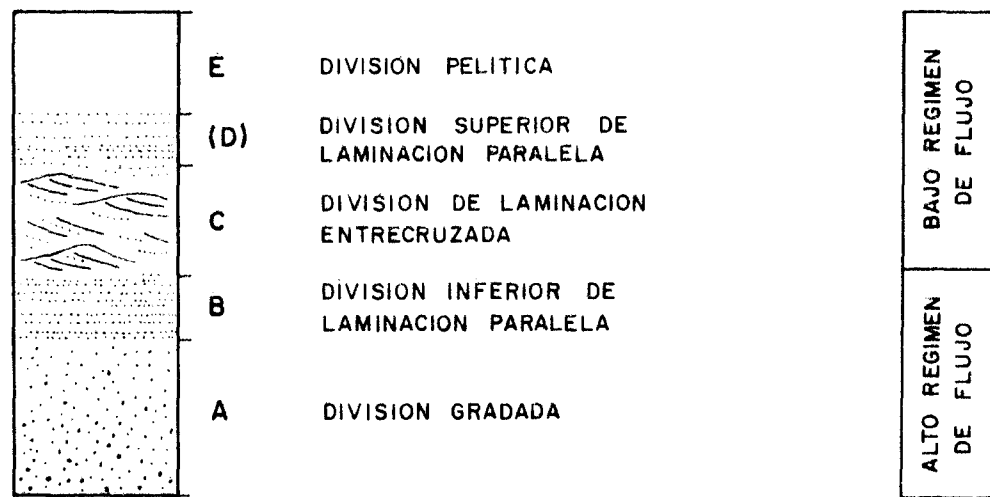 E DIVISION PELITICA
(D) DIVISION SUPERIOR DE
LAMINACION PARALELA
C DIVISION DE LAMINACION
ENTRECRUZADA
B DIVISION INFERIOR DE
LAMINACION PARALELA
A DIVISION GRADADA
BAJO REGIMEN
DE FLUJO
ALTO REGIMEN
DE FLUJO